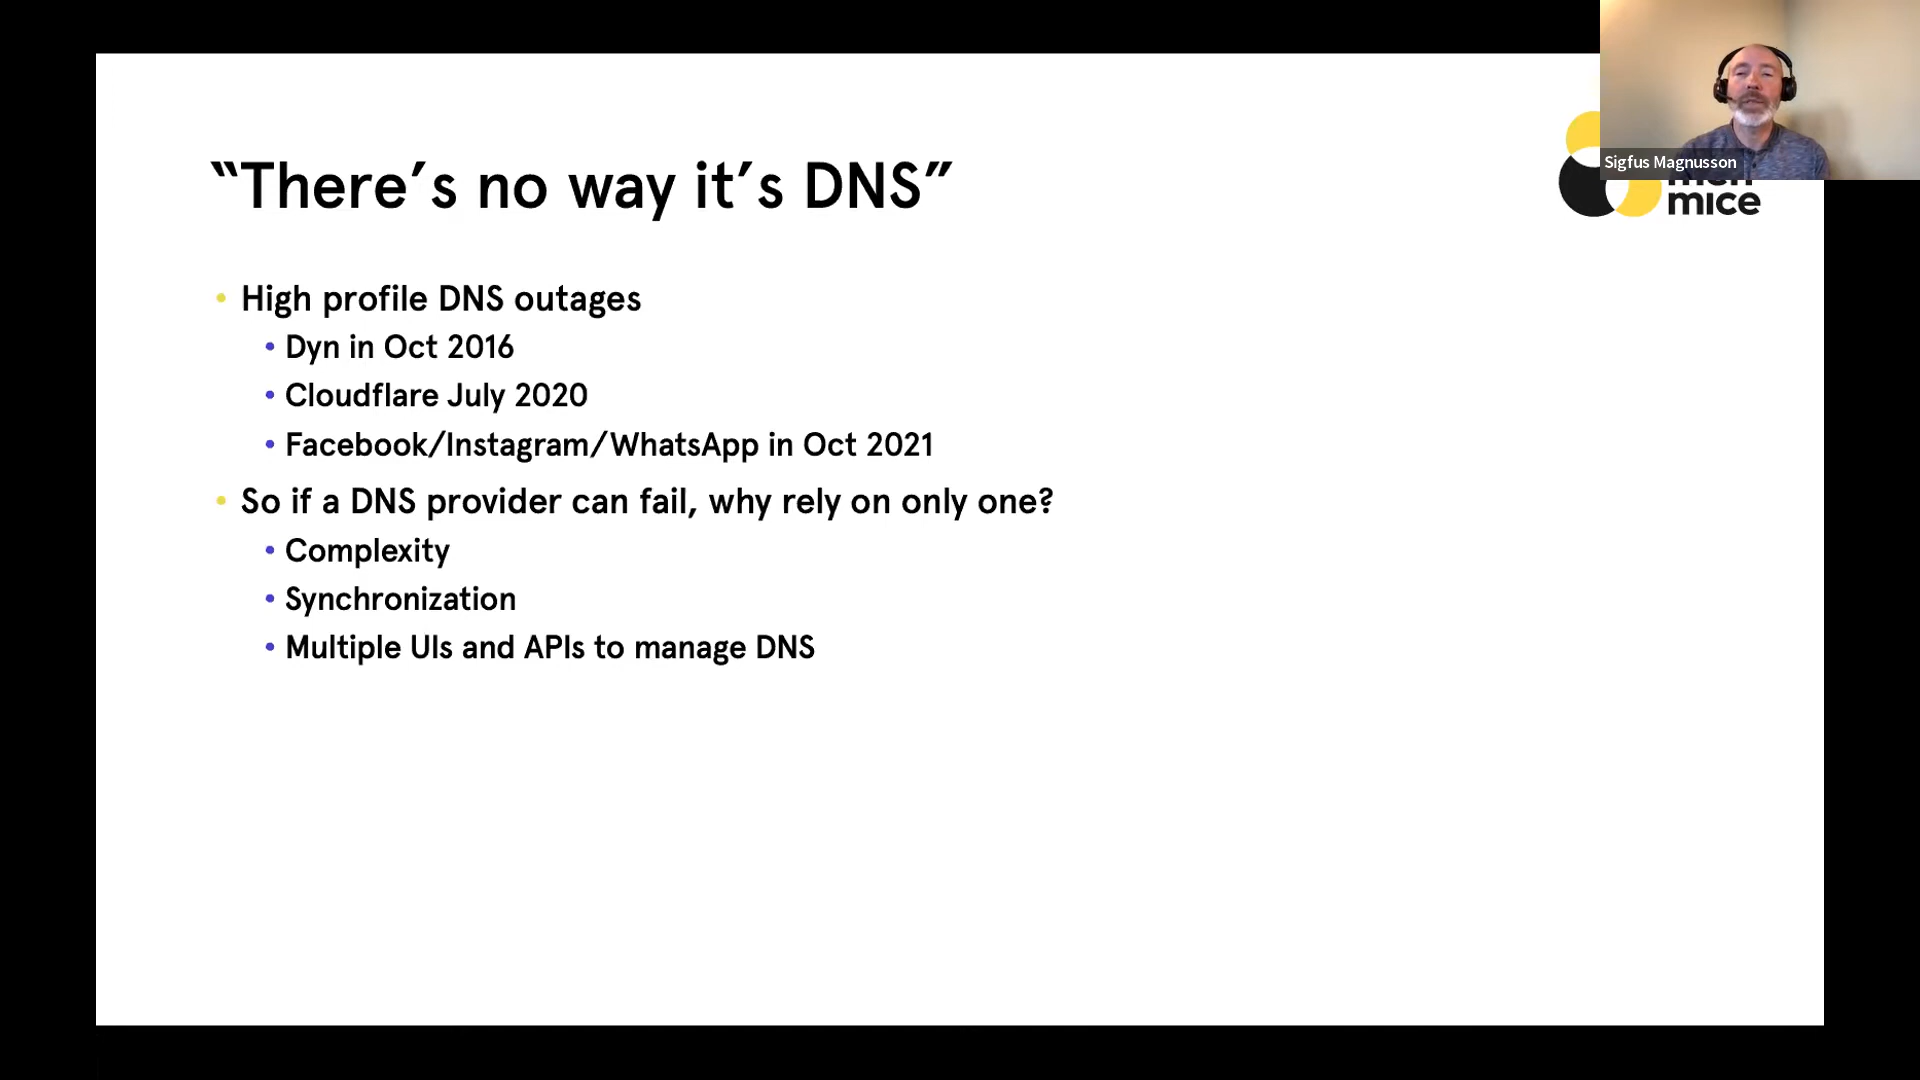 “There’s no way it’s DNS”
Sigfus Magnusson
mice
• High profile DNS outages
• Dyn in Oct 2016
• Cloudflare July 2020
• Facebook/Instagram/WhatsApp in Oct 2021
• So if a DNS provider can fail, why rely on only one?
• Complexity
• Synchronization
• Multiple UIs and APIs to manage DNS